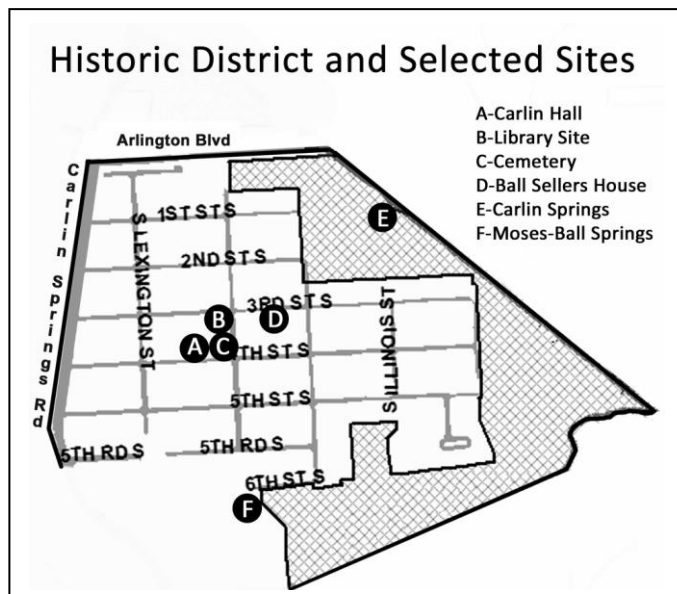 Historic District and Selected Sites
A-Carlin Hall
B-Library Site
C-Cemetery
D-Ball Sellers House
E-Carlin Springs
F-Moses-Ball Springs
Arlington Blvd
Carlin Springs Rd
S LEXINGTON ST
1ST ST S
2ND ST S
3RD ST S
TH ST S
5TH ST S
5TH RD S
5TH RD S
6TH ST S
S ILLINOIS ST
E
B
D
A
C
F